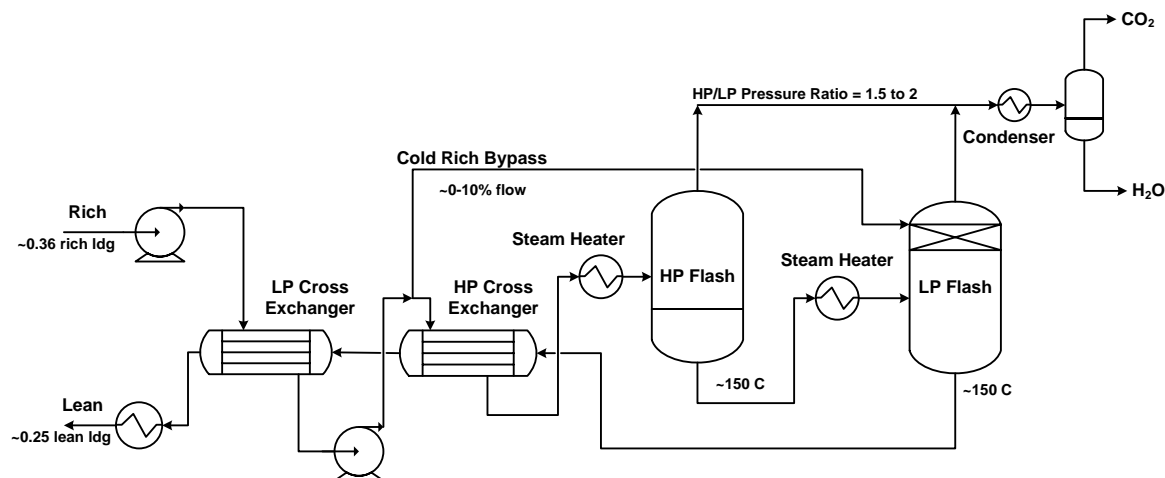 CO₂
HP/LP Pressure Ratio = 1.5 to 2
Condenser
Cold Rich Bypass
~0-10% flow
H₂O
Rich
~0.36 rich ldg
Steam Heater
HP Flash
Steam Heater
LP Flash
LP Cross
Exchanger
HP Cross
Exchanger
~150 C
~150 C
Lean
~0.25 lean ldg